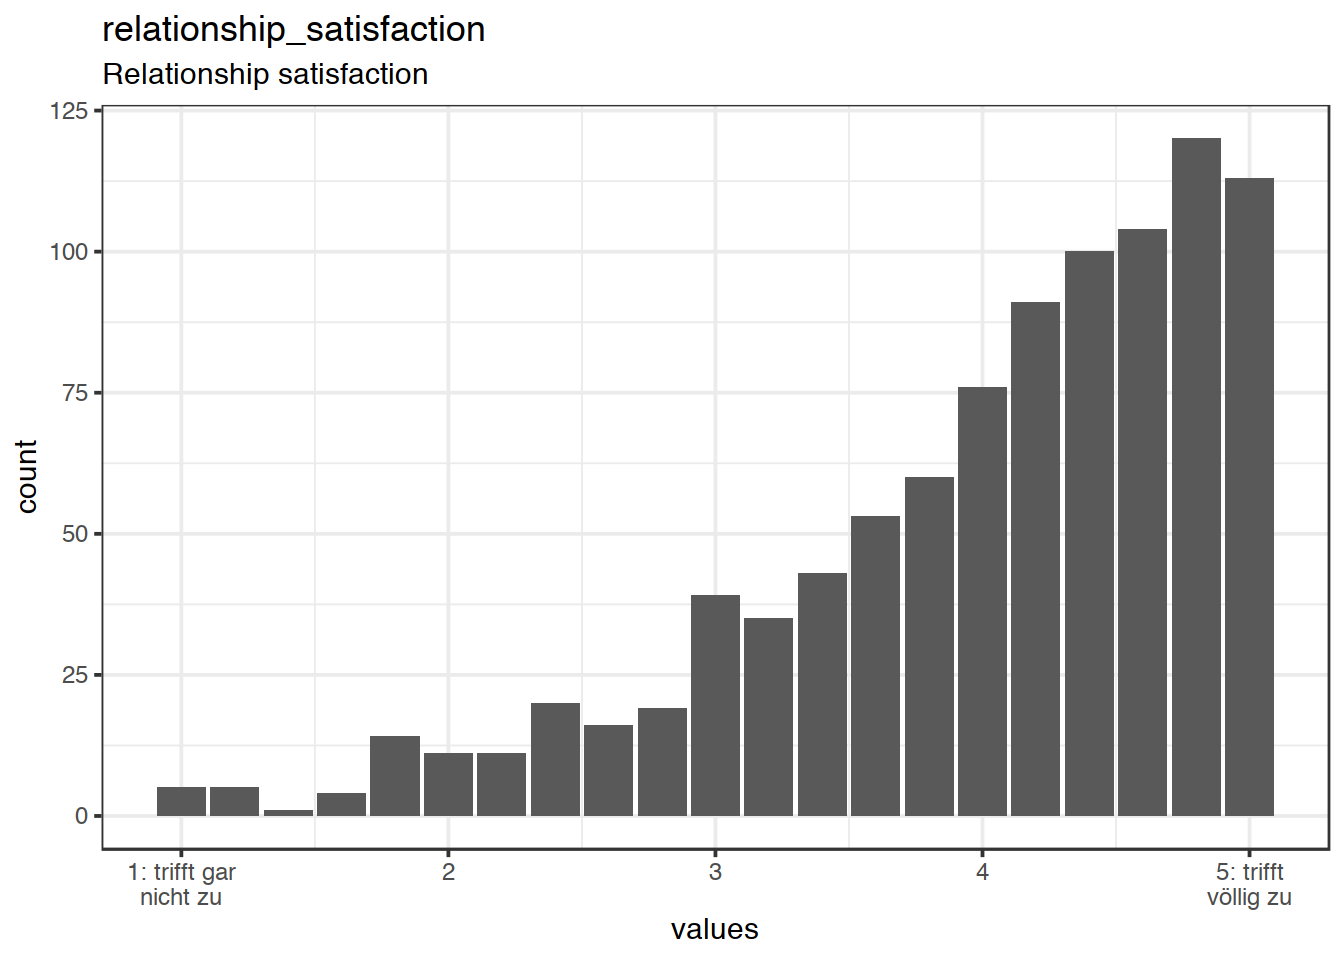 relationship_satisfaction
Relationship satisfaction
125
100
75
50
25
0
count
1: trifft gar
nicht zu
2
3
4
5: trifft
völlig zu
values